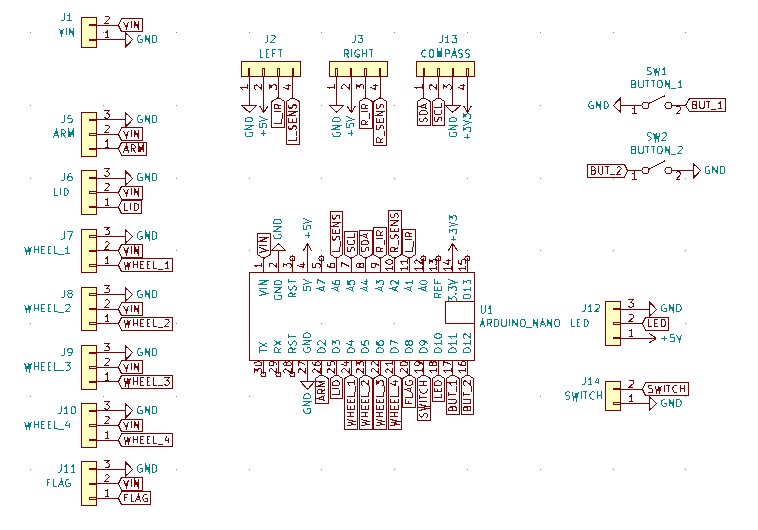 J1
VIN
2 VIN
1 GND
J5
ARM
3 GND
2 VIN
1 ARM
J6
LID
3 GND
2 VIN
1 LID
J7
WHEEL_1
3 GND
2 VIN
1 WHEEL_1
J8
WHEEL_2
3 GND
2 VIN
1 WHEEL_2
J9
WHEEL_3
3 GND
2 VIN
1 WHEEL_3
J10
WHEEL_4
3 GND
2 VIN
1 WHEEL_4
J11
FLAG
3 GND
2 VIN
1 FLAG
J2
LEFT
1 2 3 4
GND +5V L_IR L_SENS
J3
RIGHT
1 2 3 4
GND +5V R_IR R_SENS
J13
COMPASS
1 2 3 4
SDA SCL GND +3V3
SW1
BUTTON_1
GND 1 2 BUT_1
SW2
BUTTON_2
BUT_2 1 2 GND
VIN GND +5V L_SENS SCL SDA R_IR R_SENS L_IR +3V3
1 2 3 4 5 6 7 8 9 10 11 12 13 14 15
VIN GND RST 5V A7 A6 A5 A4 A3 A2 A1 A0 REF 3.3V D13
U1
ARDUINO_NANO
TX RX RST GND D2 D3 D4 D5 D6 D7 D8 D9 D10 D11 D12
30 29 28 27 26 25 24 23 22 21 20 19 18 17 16
GND ARM LID WHEEL_1 WHEEL_2 WHEEL_3 WHEEL_4 FLAG SWITCH LED BUT_1 BUT_2
J12
LED
3 GND
2 LED
1 +5V
J14
SWITCH
2 SWITCH
1 GND